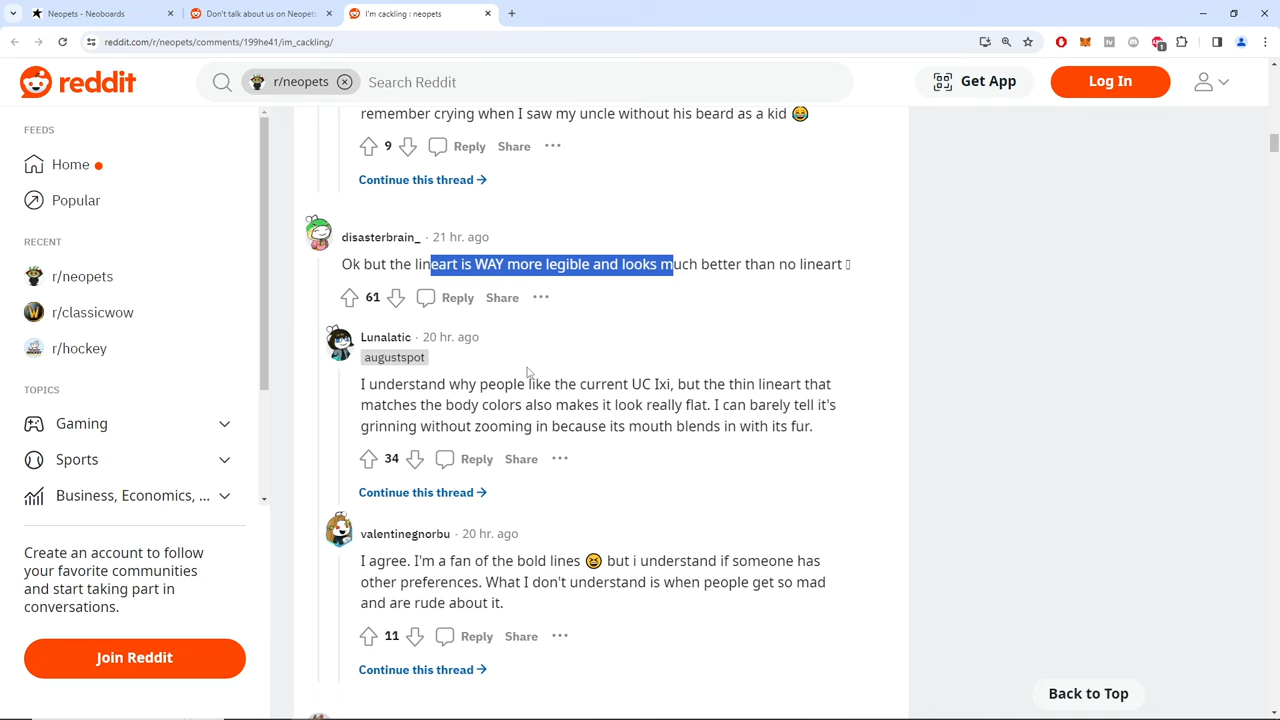 Neopets - Neoboards
Don't talk about us on Neopets
I'm cackling : neopets
reddit.com/r/neopets/comments/199he41/im_cackling/
reddit
r/neopets
Search Reddit
Get App
Log In
FEEDS
Home
Popular
RECENT
r/neopets
r/classicwow
r/hockey
TOPICS
Gaming
Sports
Business, Economics, ...
Create an account to follow
your favorite communities
and start taking part in
conversations.
Join Reddit
remember crying when I saw my uncle without his beard as a kid 😂
9 Reply Share ···
Continue this thread →
disasterbrain_ · 21 hr. ago
Ok but the lineart is WAY more legible and looks much better than no lineart
61 Reply Share ···
Lunalatic · 20 hr. ago
augustspot
I understand why people like the current UC Ixi, but the thin lineart that
matches the body colors also makes it look really flat. I can barely tell it's
grinning without zooming in because its mouth blends in with its fur.
34 Reply Share ···
Continue this thread →
valentinegnorbu · 20 hr. ago
I agree. I'm a fan of the bold lines 😆 but i understand if someone has
other preferences. What I don't understand is when people get so mad
and are rude about it.
11 Reply Share ···
Continue this thread →
Back to Top